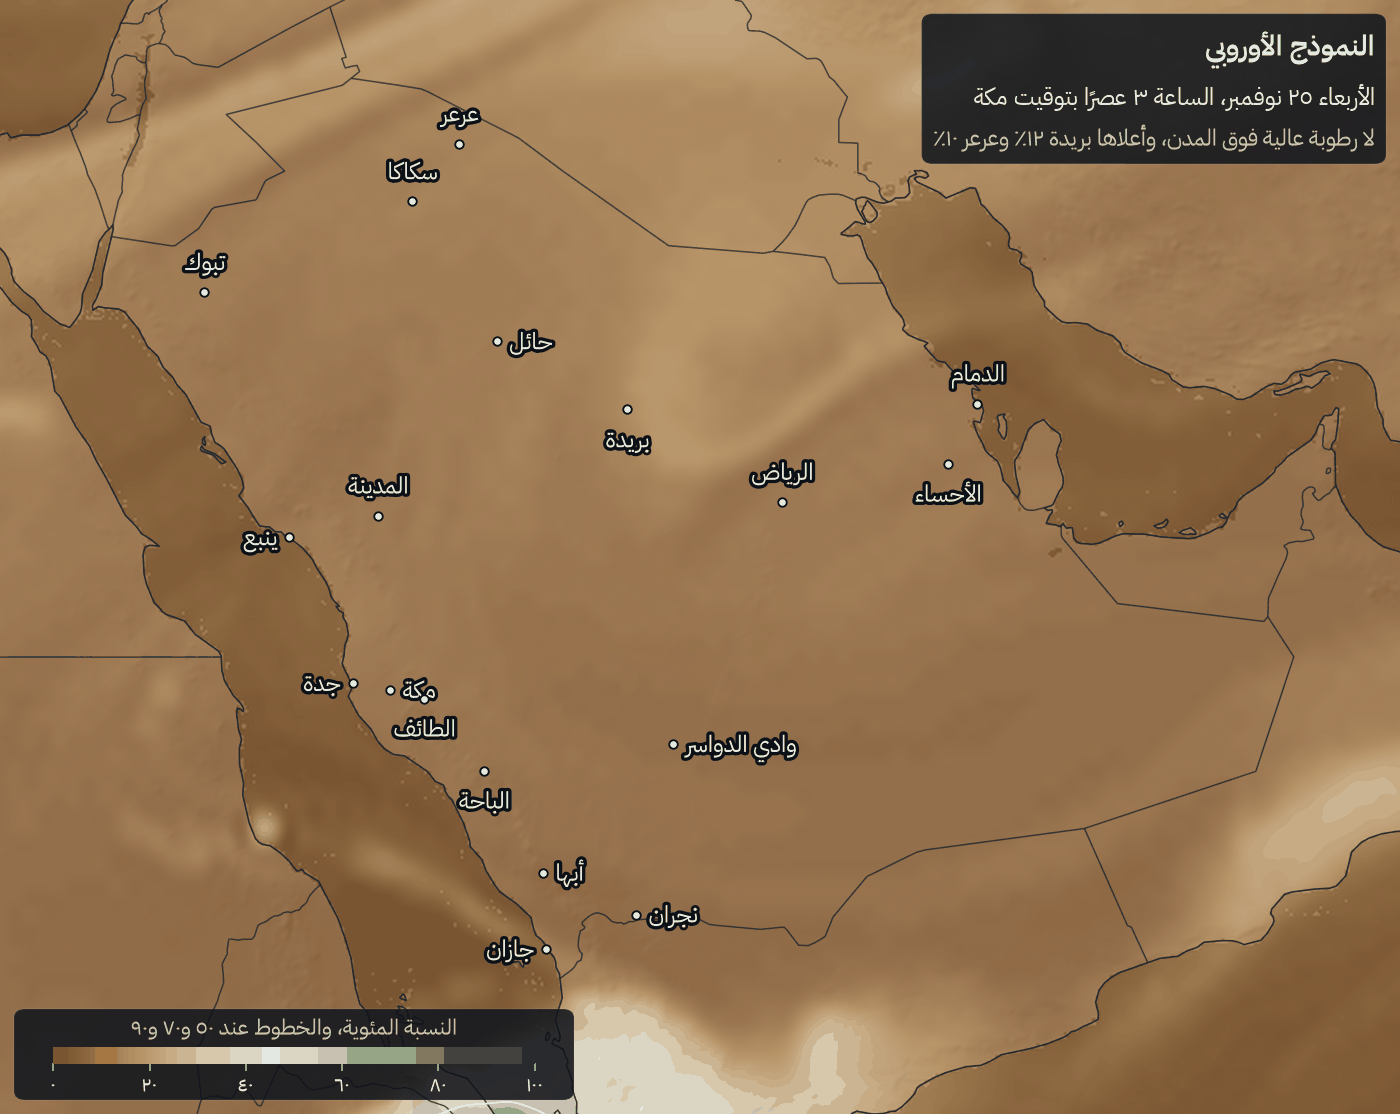 النموذج الأوروبي
الأربعاء ٢٥ نوفمبر، الساعة ٣ عصرًا بتوقيت مكة
لا رطوبة عالية فوق المدن، وأعلاها بريدة ١٢٪ وعرعر ١٠٪
عرعر
سكاكا
تبوك
حائل
الدمام
بريدة
الرياض
الأحساء
المدينة
ينبع
جدة
مكة
الطائف
وادي الدواسر
الباحة
أبها
نجران
جازان
النسبة المئوية، والخطوط عند ٥٠ و٧٠ و٩٠
٠ ٢٠ ٤٠ ٦٠ ٨٠ ١٠٠